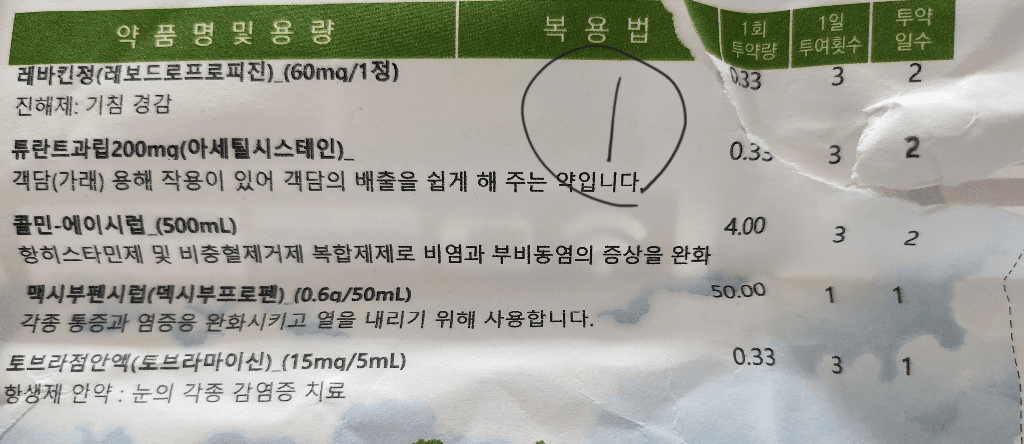 약 품 명 및 용 량 복 용 법 1회 투약량 1일 투여횟수 투약 일수
레바킨정(레보드로프로피진)_(60mg/1정) 0.33 3 2
진해제: 기침 경감
1
튜란트과립200mg(아세틸시스테인)_ 0.33 3 2
객담(가래) 용해 작용이 있어 객담의 배출을 쉽게 해 주는 약입니다.
콜민-에이시럽_(500mL) 4.00 3 2
항히스타민제 및 비충혈제거제 복합제제로 비염과 부비동염의 증상을 완화
맥시부펜시럽(덱시부프로펜)_(0.6g/50mL) 50.00 1 1
각종 통증과 염증을 완화시키고 열을 내리기 위해 사용합니다.
토브라점안액(토브라마이신)_(15mg/5mL) 0.33 3 1
항생제 안약 : 눈의 각종 감염증 치료